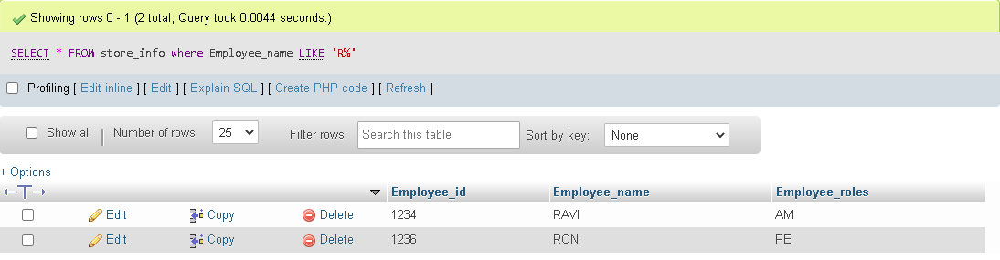 Showing rows 0 - 1 (2 total, Query took 0.0044 seconds.)
SELECT * FROM store_info where Employee_name LIKE 'R%'
Profiling [ Edit inline ] [ Edit ] [ Explain SQL ] [ Create PHP code ] [ Refresh ]
Show all | Number of rows: 25 Filter rows: Search this table Sort by key: None
+ Options
←T→ Employee_id Employee_name Employee_roles
Edit Copy Delete 1234 RAVI AM
Edit Copy Delete 1236 RONI PE